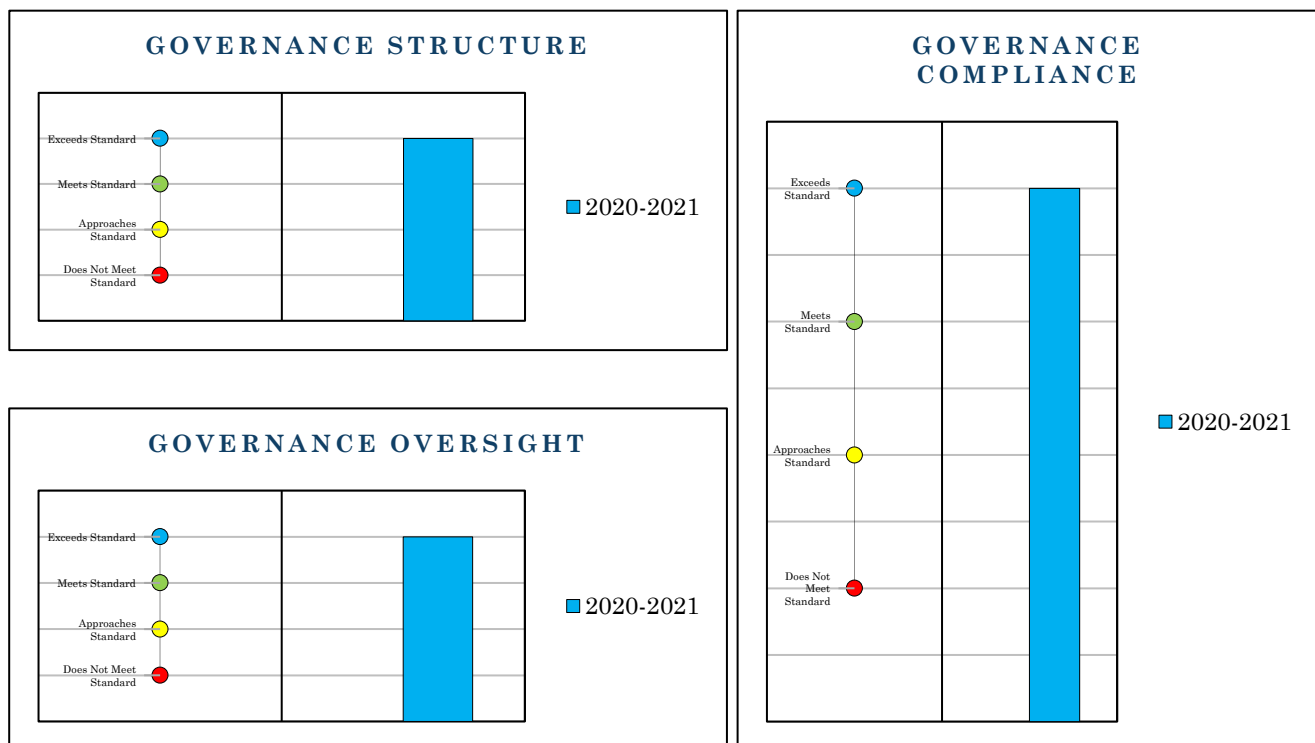 GOVERNANCE STRUCTURE
Exceeds Standard
Meets Standard
Approaches
Standard
Does Not Meet
Standard
2020-2021
GOVERNANCE OVERSIGHT
Exceeds Standard
Meets Standard
Approaches
Standard
Does Not Meet
Standard
2020-2021
GOVERNANCE
COMPLIANCE
Exceeds
Standard
Meets
Standard
Approaches
Standard
Does Not
Meet
Standard
2020-2021